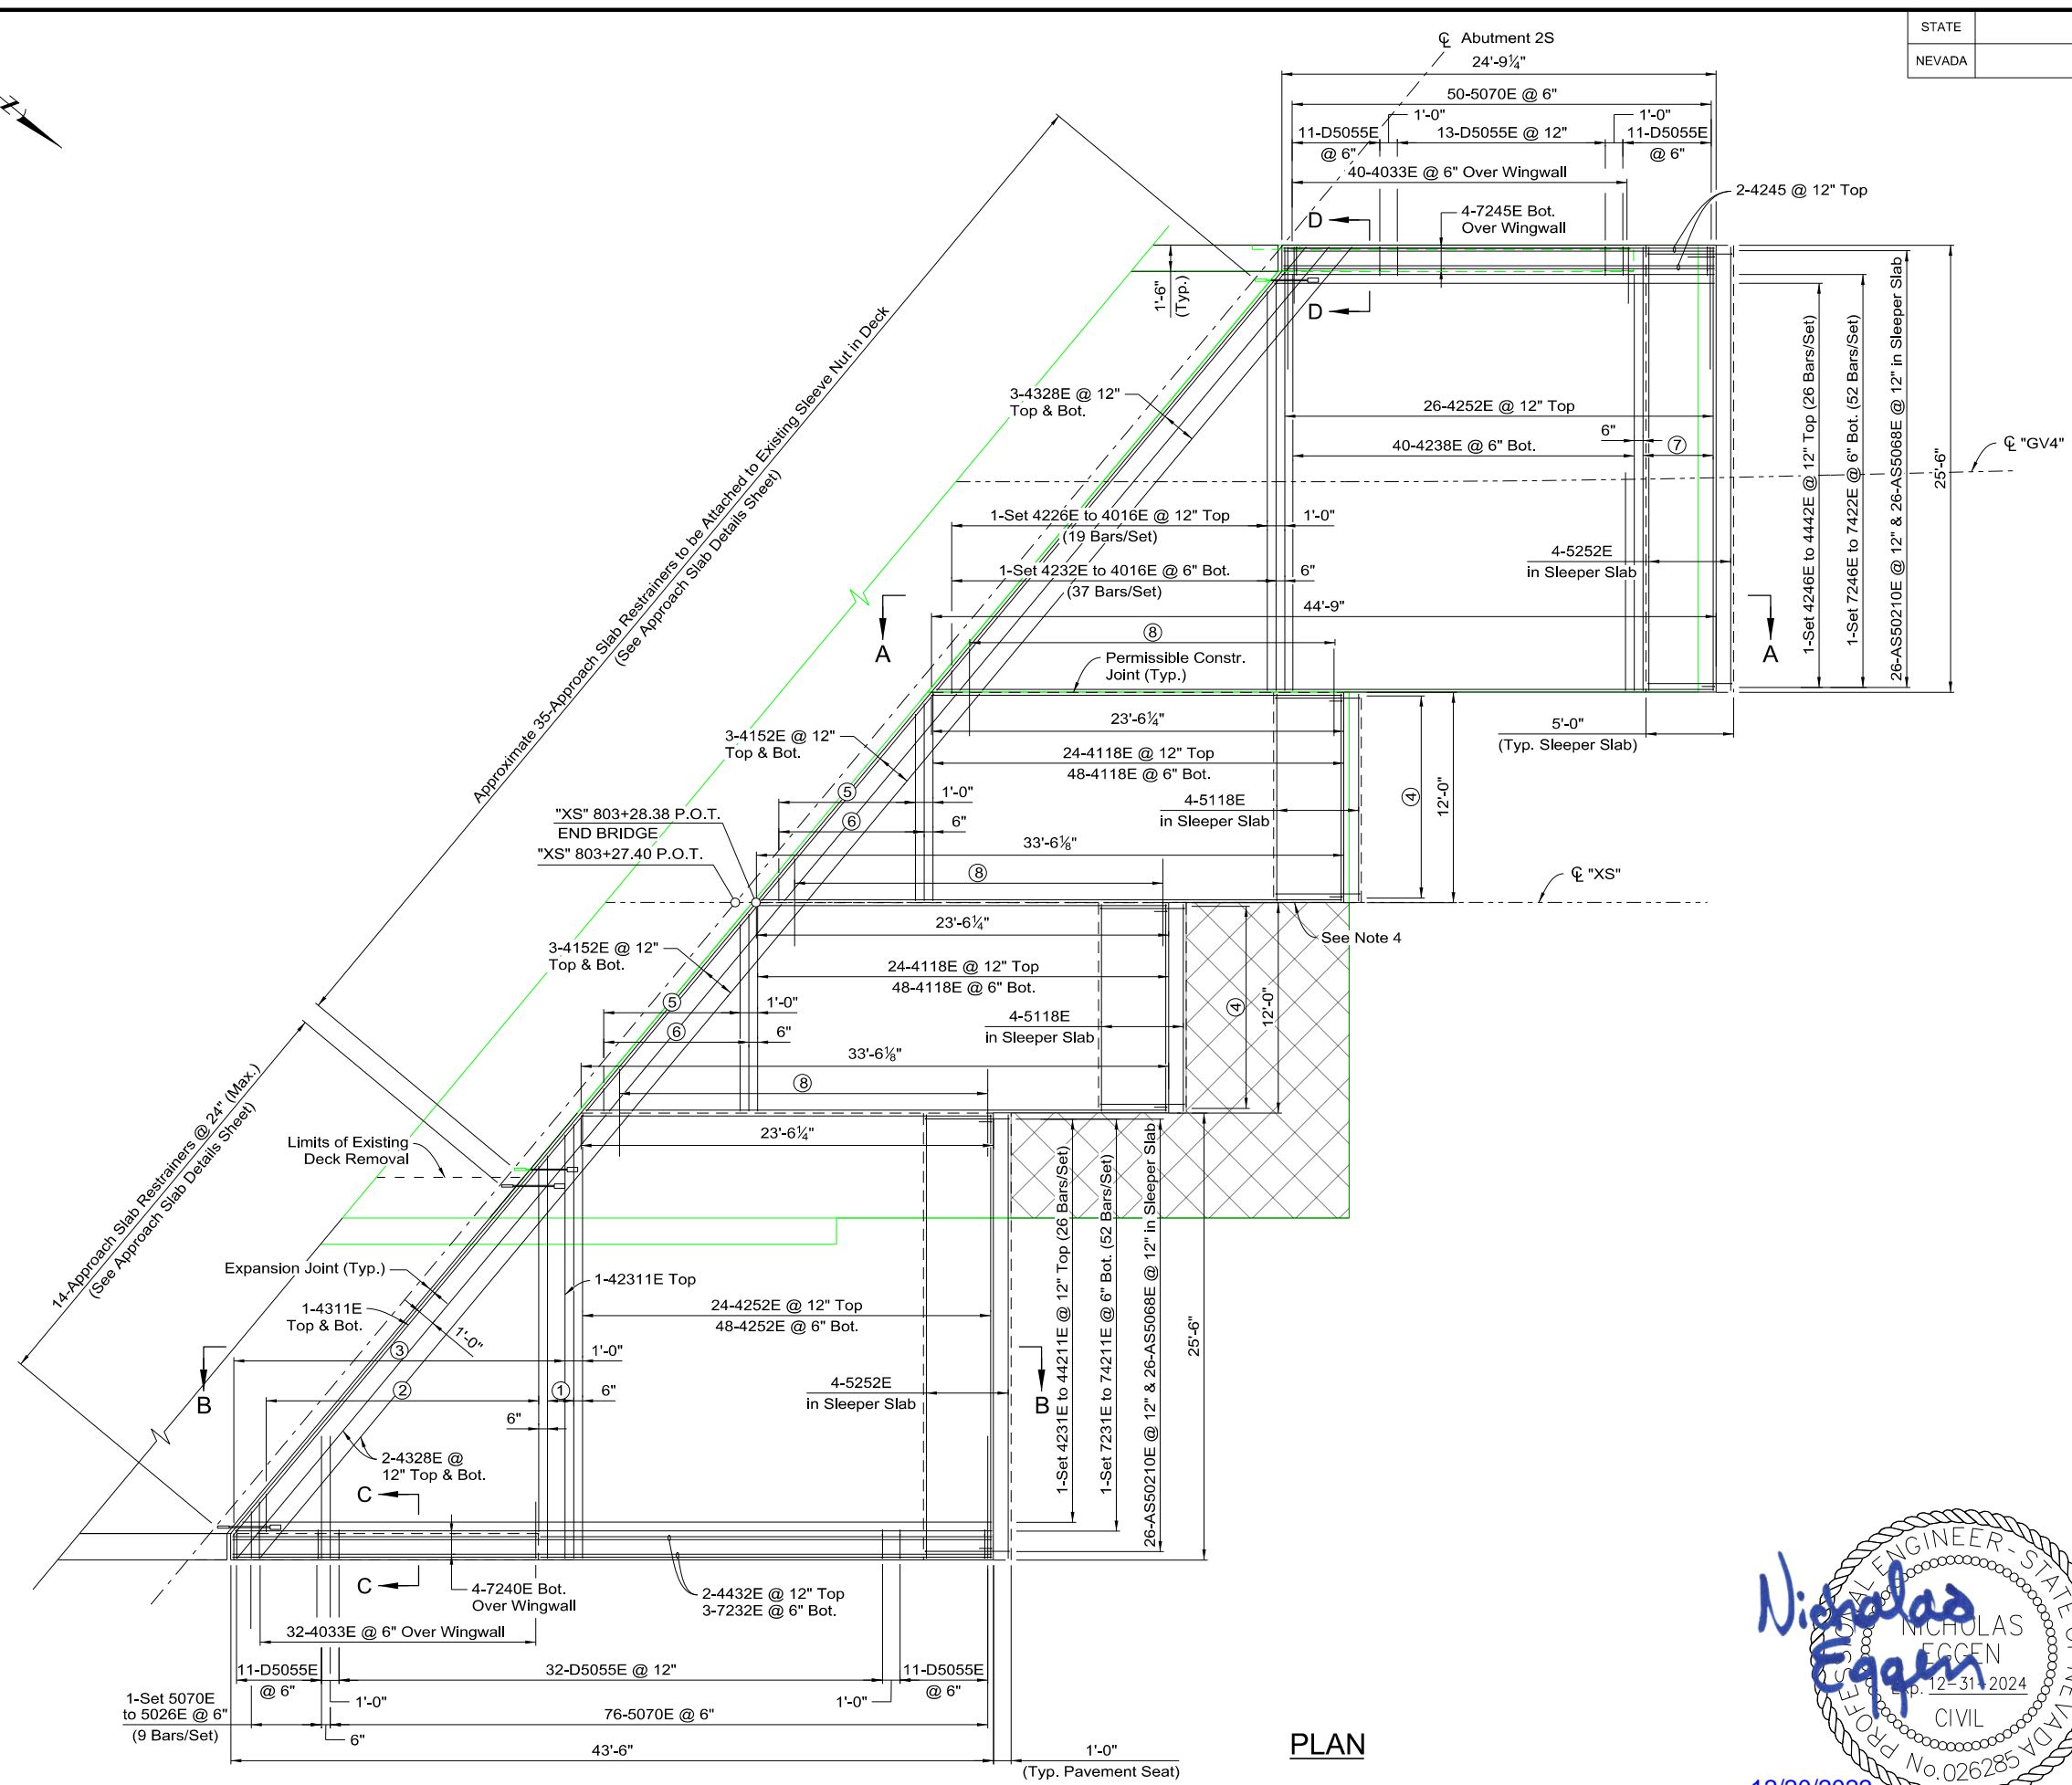 STATE
NEVADA
N
℄ Abutment 2S
24'-9¼"
50-5070E @ 6"
1'-0"
1'-0"
11-D5055E
@ 6"
13-D5055E @ 12"
11-D5055E
@ 6"
40-4033E @ 6" Over Wingwall
2-4245 @ 12" Top
D
4-7245E Bot.
Over Wingwall
1'-6"
(Typ.)
D
Approximate 35-Approach Slab Restrainers to be Attached to Existing Sleeve Nut in Deck
(See Approach Slab Details Sheet)
3-4328E @ 12"
Top & Bot.
26-4252E @ 12" Top
6"
40-4238E @ 6" Bot.
⑦
1-Set 4246E to 4442E @ 12" Top (26 Bars/Set)
1-Set 7246E to 7422E @ 6" Bot. (52 Bars/Set)
26-AS50210E @ 12" & 26-AS5068E @ 12" in Sleeper Slab
25'-6"
℄ "GV4"
1-Set 4226E to 4016E @ 12" Top
(19 Bars/Set)
1'-0"
4-5252E
in Sleeper Slab
1-Set 4232E to 4016E @ 6" Bot.
(37 Bars/Set)
6"
44'-9"
A
A
⑧
Permissible Constr.
Joint (Typ.)
23'-6¼"
5'-0"
(Typ. Sleeper Slab)
3-4152E @ 12"
Top & Bot.
24-4118E @ 12" Top
48-4118E @ 6" Bot.
⑤
1'-0"
4-5118E
in Sleeper Slab
④
12'-0"
⑥
6"
"XS" 803+28.38 P.O.T.
END BRIDGE
"XS" 803+27.40 P.O.T.
33'-6⅛"
⑧
℄ "XS"
23'-6¼"
See Note 4
3-4152E @ 12"
Top & Bot.
24-4118E @ 12" Top
48-4118E @ 6" Bot.
⑤
1'-0"
4-5118E
in Sleeper Slab
④
12'-0"
⑥
6"
33'-6⅛"
⑧
14-Approach Slab Restrainers @ 24" (Max.)
(See Approach Slab Details Sheet)
Limits of Existing
Deck Removal
23'-6¼"
Expansion Joint (Typ.)
1-42311E Top
1-4311E
Top & Bot.
1'-0"
24-4252E @ 12" Top
48-4252E @ 6" Bot.
1-Set 4231E to 44211E @ 12" Top (26 Bars/Set)
1-Set 7231E to 74211E @ 6" Bot. (52 Bars/Set)
26-AS50210E @ 12" & 26-AS5068E @ 12" in Sleeper Slab
25'-6"
③
1'-0"
B
②
①
6"
4-5252E
in Sleeper Slab
B
6"
2-4328E @
12" Top & Bot.
C
C
4-7240E Bot.
Over Wingwall
2-4432E @ 12" Top
3-7232E @ 6" Bot.
32-4033E @ 6" Over Wingwall
11-D5055E
@ 6"
32-D5055E @ 12"
11-D5055E
@ 6"
1-Set 5070E
to 5026E @ 6"
(9 Bars/Set)
1'-0"
1'-0"
76-5070E @ 6"
6"
43'-6"
1'-0"
(Typ. Pavement Seat)
PLAN
Nicholas
Eggen
NICHOLAS
EGGEN
Exp. 12-31-2024
CIVIL
No. 026285